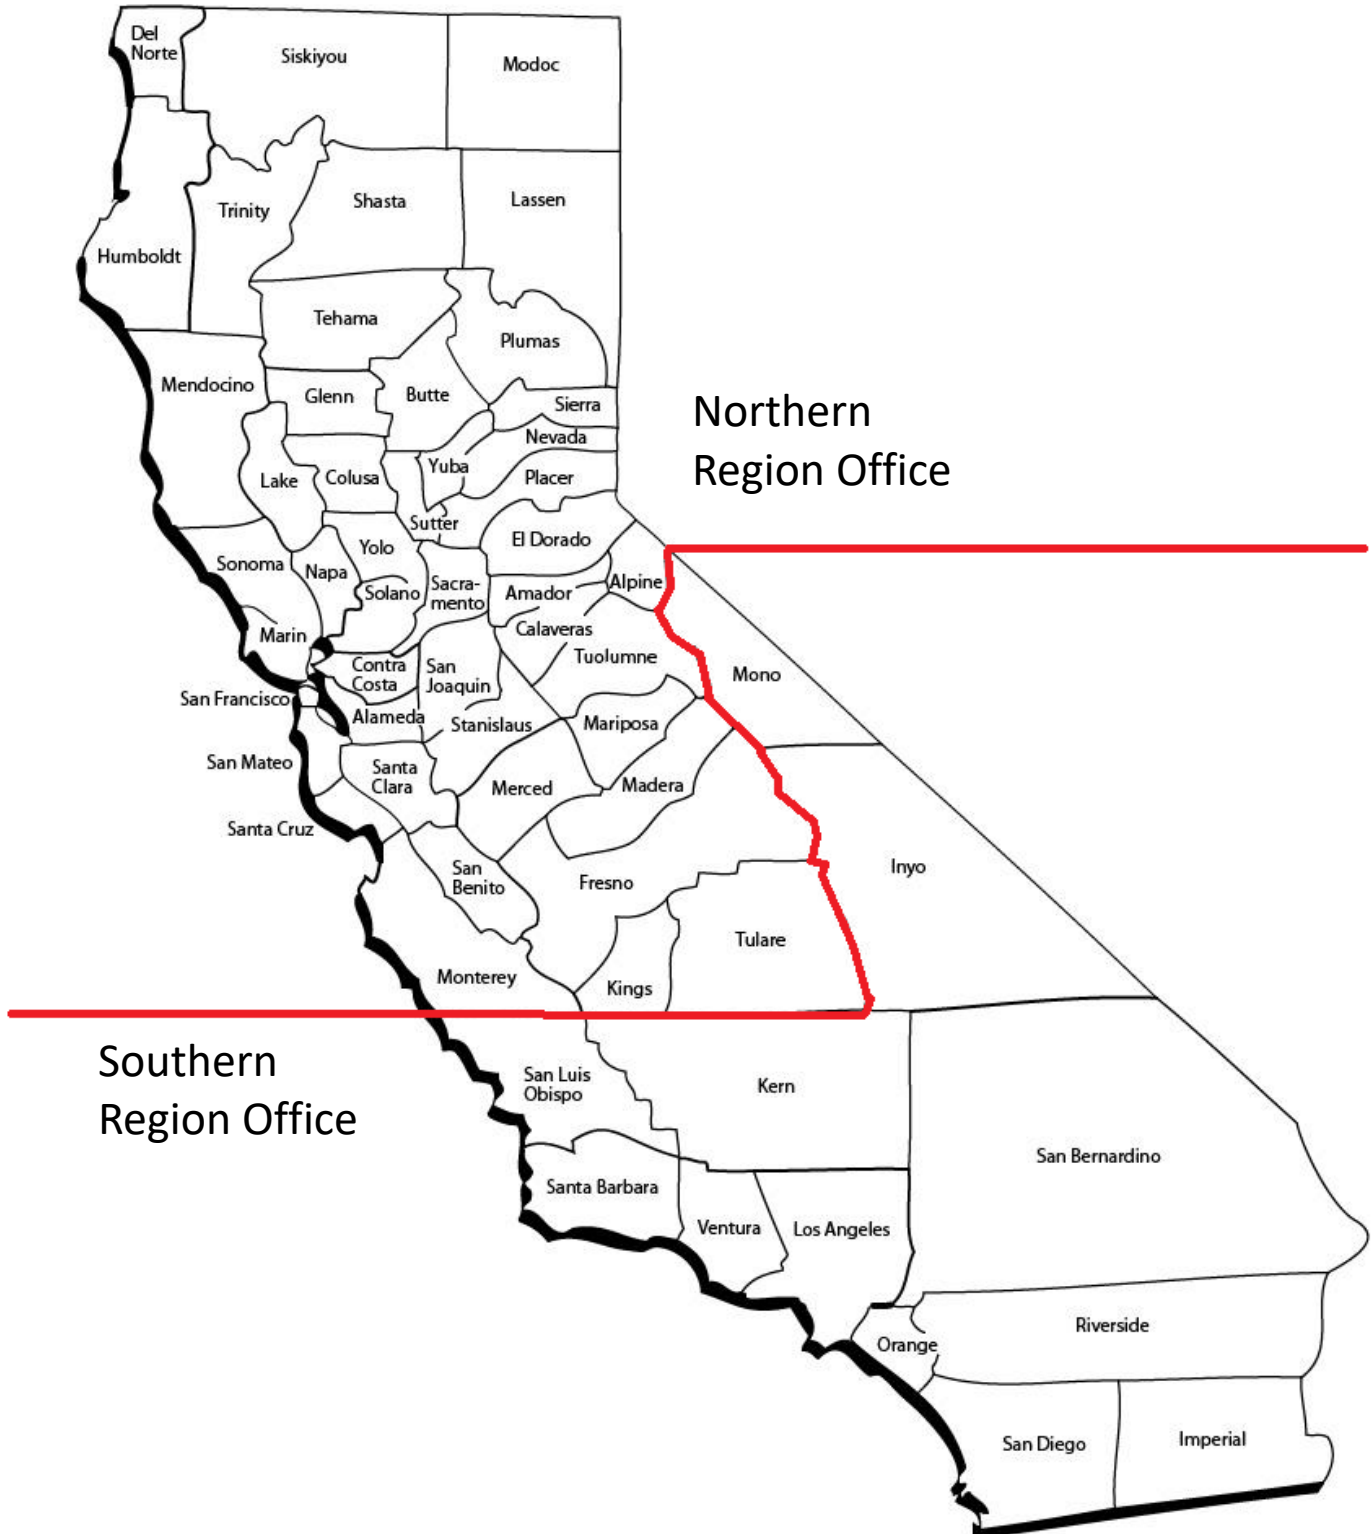 Del
Norte
Siskiyou
Modoc
Humboldt
Trinity
Shasta
Lassen
Tehama
Plumas
Mendocino
Glenn
Butte
Sierra
Nevada
Lake
Colusa
Yuba
Placer
Sutter
El Dorado
Northern
Region Office
Sonoma
Napa
Yolo
Solano
Sacra-
mento
Amador
Alpine
Marin
Calaveras
Contra
Costa
San
Joaquin
Tuolumne
Mono
San Francisco
Alameda
Stanislaus
Mariposa
San Mateo
Santa
Clara
Merced
Madera
Santa Cruz
San
Benito
Fresno
Inyo
Monterey
Kings
Tulare
Southern
Region Office
San Luis
Obispo
Kern
Santa Barbara
Ventura
Los Angeles
San Bernardino
Orange
Riverside
San Diego
Imperial